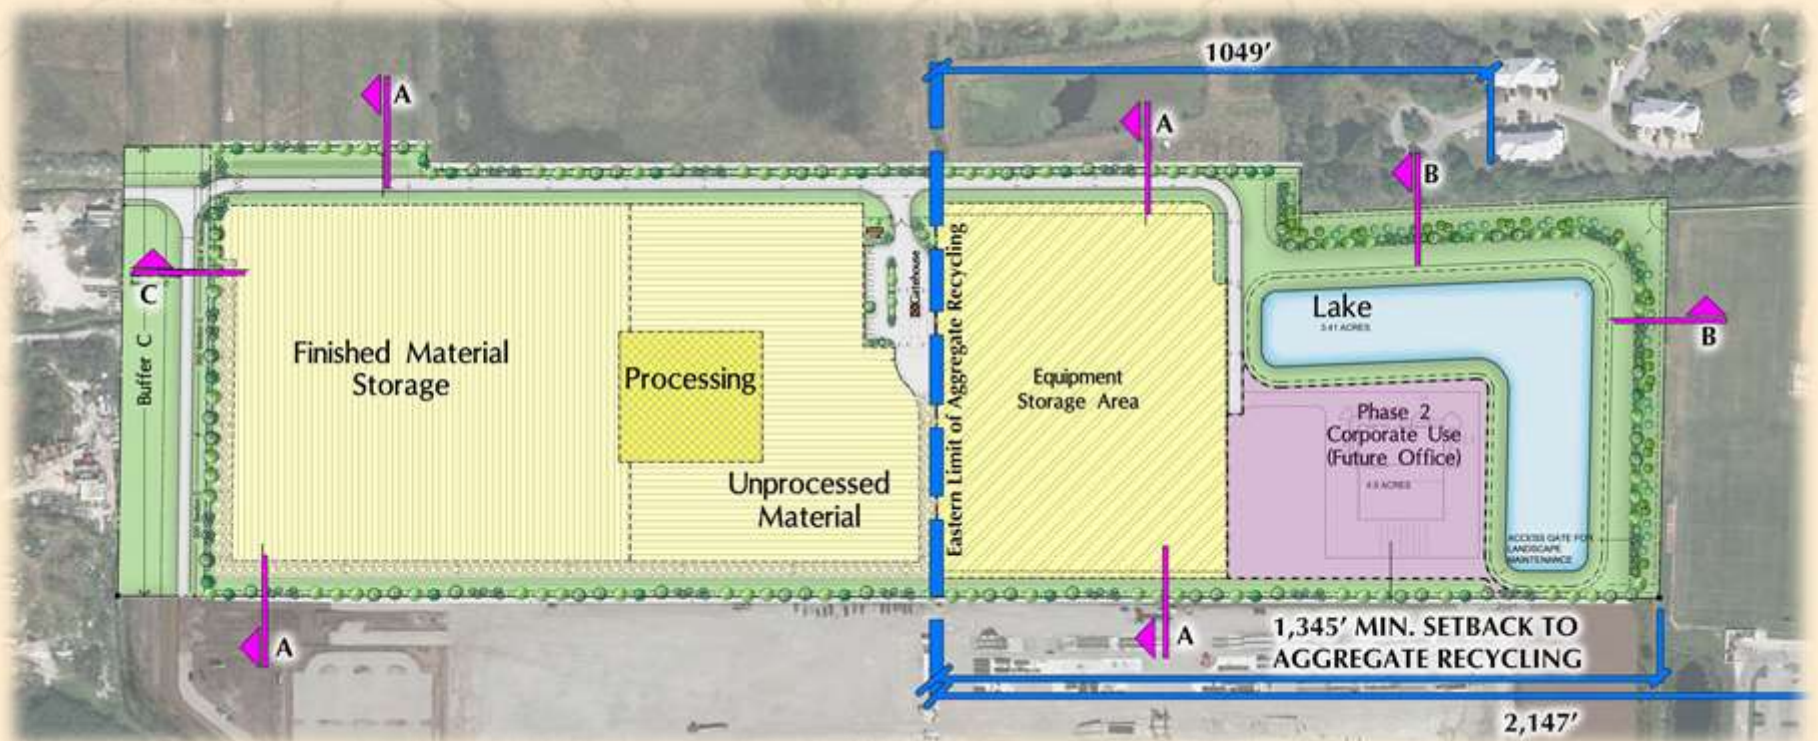 1049'
A
A
B
Gatehouse
Eastern Limit of Aggregate Recycling
C
Lake
3.41 ACRES
B
Buffer C
Finished Material
Storage
Processing
Equipment
Storage Area
Phase 2
Corporate Use
(Future Office)
4.9 ACRES
Unprocessed
Material
ACCESS GATE FOR
LANDSCAPE
MAINTENANCE
A
A
1,345' MIN. SETBACK TO
AGGREGATE RECYCLING
2,147'